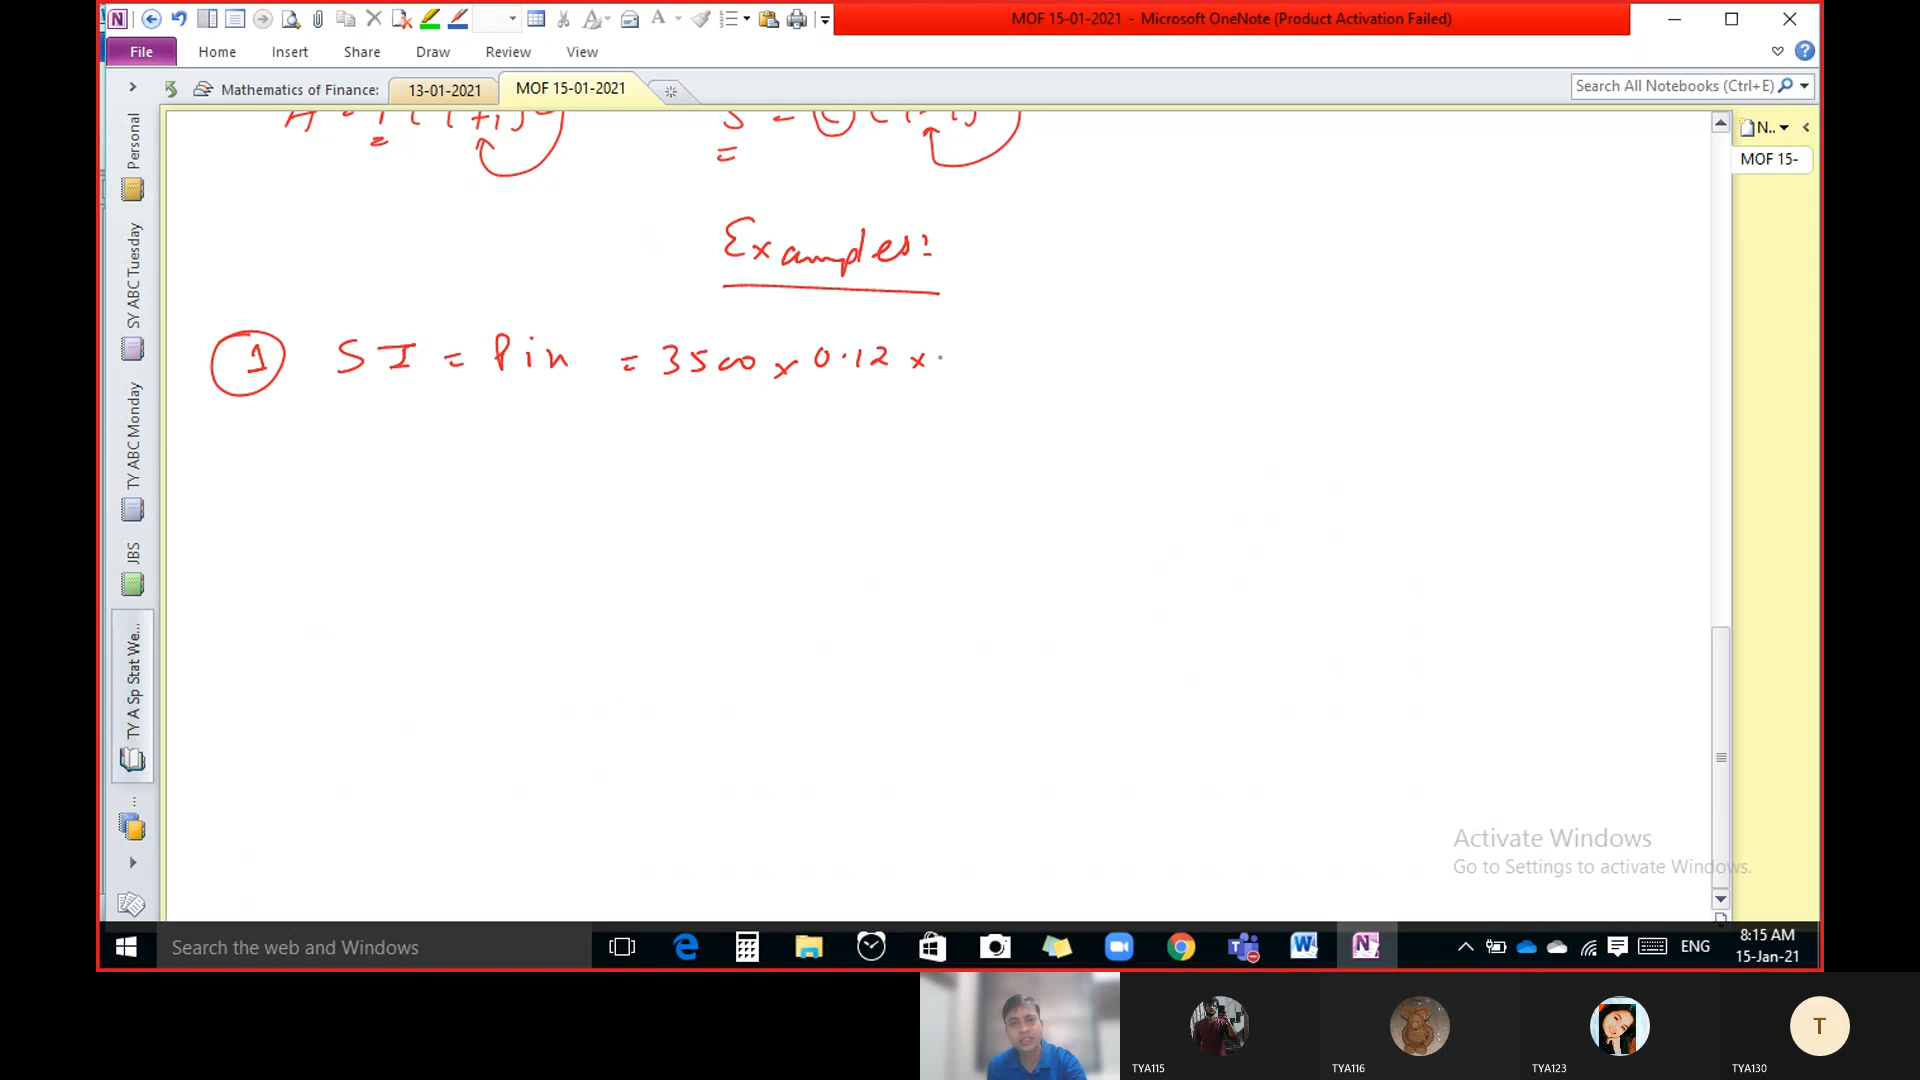 MOF 15-01-2021 - Microsoft OneNote (Product Activation Failed)
File Home Insert Share Draw Review View
Mathematics of Finance: 13-01-2021 MOF 15-01-2021
Search All Notebooks (Ctrl+E)
N..
MOF 15-
Personal
SY ABC Tuesday
TY ABC Monday
JBS
TY A Sp Stat We...
Examples:
1 SI = Pin = 3500 x 0.12 x
Activate Windows
Go to Settings to activate Windows.
Search the web and Windows
ENG
8:15 AM
15-Jan-21
T
TYA115 TYA116 TYA123 TYA130